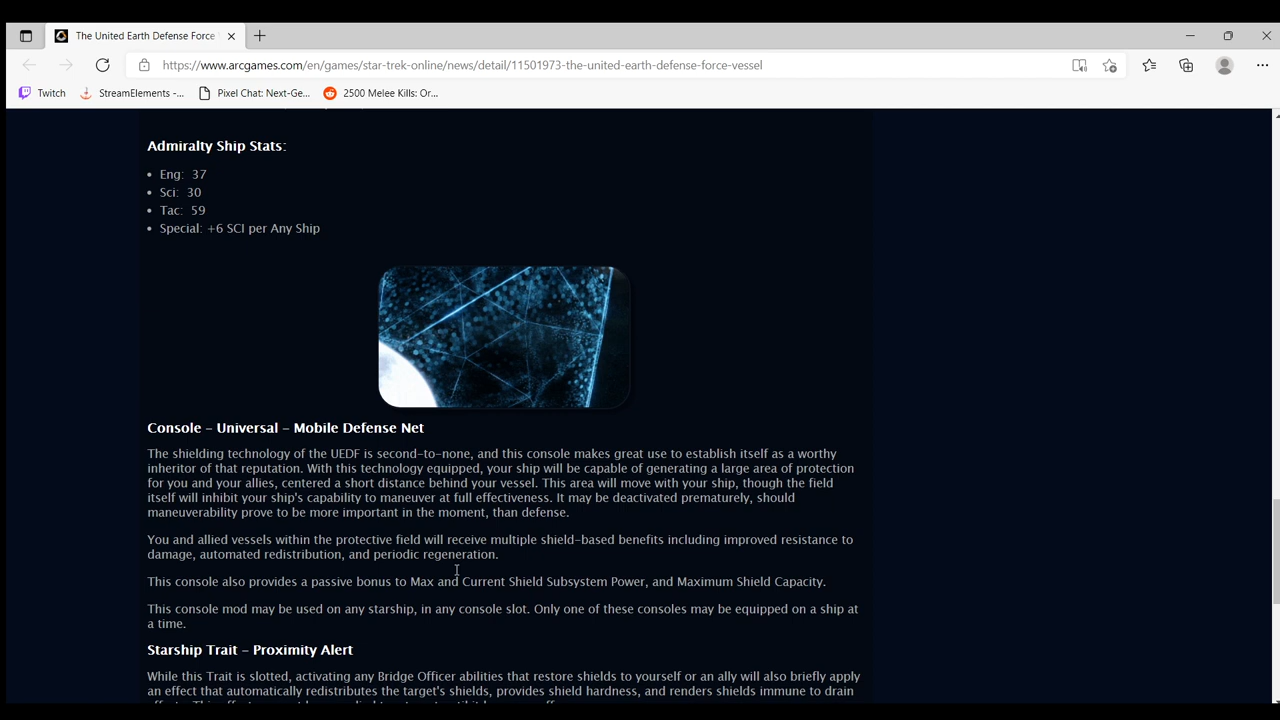 The United Earth Defense Force
https://www.arcgames.com/en/games/star-trek-online/news/detail/11501973-the-united-earth-defense-force-vessel
Twitch
StreamElements -...
Pixel Chat: Next-Ge...
2500 Melee Kills: Or...
Admiralty Ship Stats:
• Eng: 37
• Sci: 30
• Tac: 59
• Special: +6 SCI per Any Ship
Console – Universal – Mobile Defense Net
The shielding technology of the UEDF is second-to-none, and this console makes great use to establish itself as a worthy
inheritor of that reputation. With this technology equipped, your ship will be capable of generating a large area of protection
for you and your allies, centered a short distance behind your vessel. This area will move with your ship, though the field
itself will inhibit your ship's capability to maneuver at full effectiveness. It may be deactivated prematurely, should
maneuverability prove to be more important in the moment, than defense.
You and allied vessels within the protective field will receive multiple shield-based benefits including improved resistance to
damage, automated redistribution, and periodic regeneration.
This console also provides a passive bonus to Max and Current Shield Subsystem Power, and Maximum Shield Capacity.
This console mod may be used on any starship, in any console slot. Only one of these consoles may be equipped on a ship at
a time.
Starship Trait – Proximity Alert
While this Trait is slotted, activating any Bridge Officer abilities that restore shields to yourself or an ally will also briefly apply
an effect that automatically redistributes the target's shields, provides shield hardness, and renders shields immune to drain